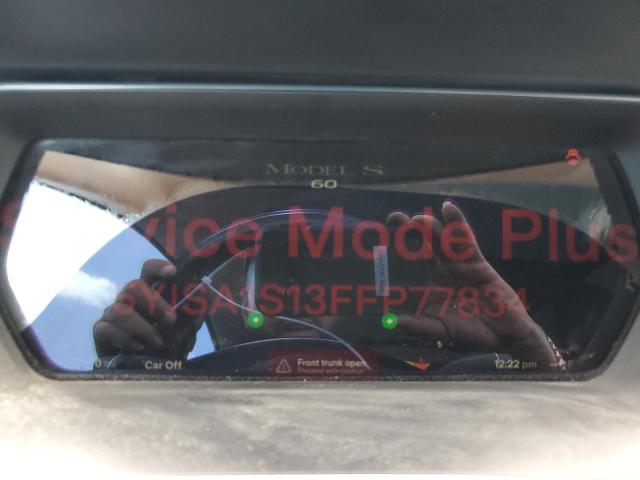 MODEL S
60
Service Mode Plus
5YJSA1S13FFP77834
Car Off
Front trunk open
Proceed with caution
12:22 pm